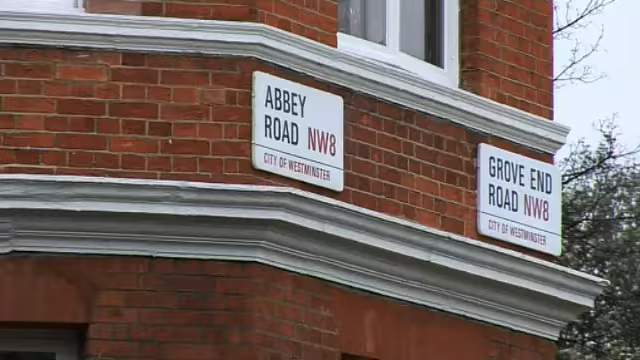 ABBEY
ROAD NW8
CITY OF WESTMINSTER
GROVE END
ROAD NW8
CITY OF WESTMINSTER